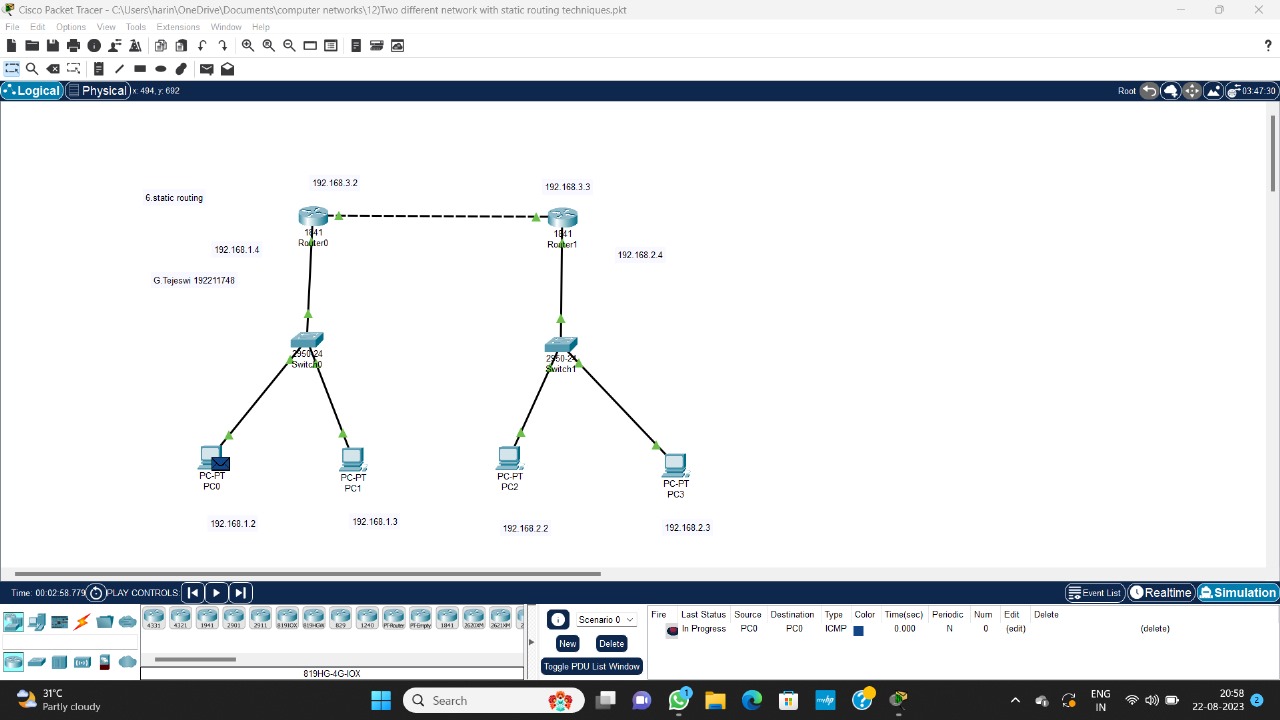 Cisco Packet Tracer - C:\Users\harin\OneDrive\Documents\computer networks\12)Two different network with static routing techniques.pkt
File Edit Options View Tools Extensions Window Help
Logical Physical x: 494, y: 692 Root 03:47:30
192.168.3.2
192.168.3.3
6.static routing
1841
Router0
1841
Router1
192.168.1.4
192.168.2.4
G.Tejeswi 192211748
2950-24
Switch0
2950-24
Switch1
PC-PT
PC0
PC-PT
PC1
PC-PT
PC2
PC-PT
PC3
192.168.1.2
192.168.1.3
192.168.2.2
192.168.2.3
Time: 00:02:58.779 PLAY CONTROLS: Event List Realtime Simulation
4331 4321 1941 2901 2911 819IOX 819HGW 829 1240 PT-Router PT-Empty 1841 2620XM 2621XM
819HG-4G-IOX
Scenario 0
New Delete
Toggle PDU List Window
Fire Last Status Source Destination Type Color Time(sec) Periodic Num Edit Delete
In Progress PC0 PC0 ICMP 0.000 N 0 (edit) (delete)
31°C
Partly cloudy
Search
1
ENG
IN
20:58
22-08-2023
2